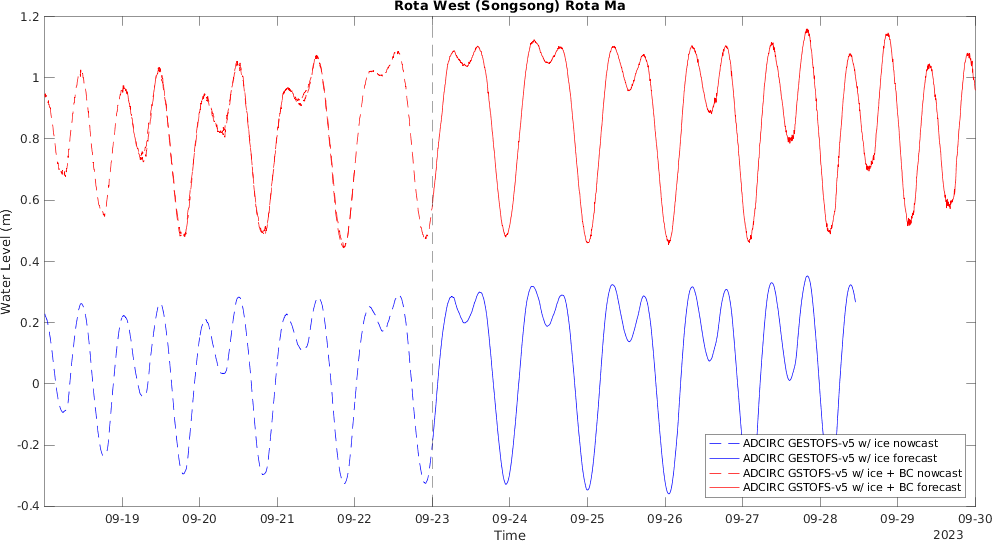 Rota West (Songsong) Rota Ma
1.2
1
0.8
0.6
0.4
0.2
0
-0.2
-0.4
Water Level (m)
ADCIRC GESTOFS-v5 w/ ice nowcast
ADCIRC GESTOFS-v5 w/ ice forecast
ADCIRC GSTOFS-v5 w/ ice + BC nowcast
ADCIRC GSTOFS-v5 w/ ice + BC forecast
09-19 09-20 09-21 09-22 09-23 09-24 09-25 09-26 09-27 09-28 09-29 09-30
Time
2023